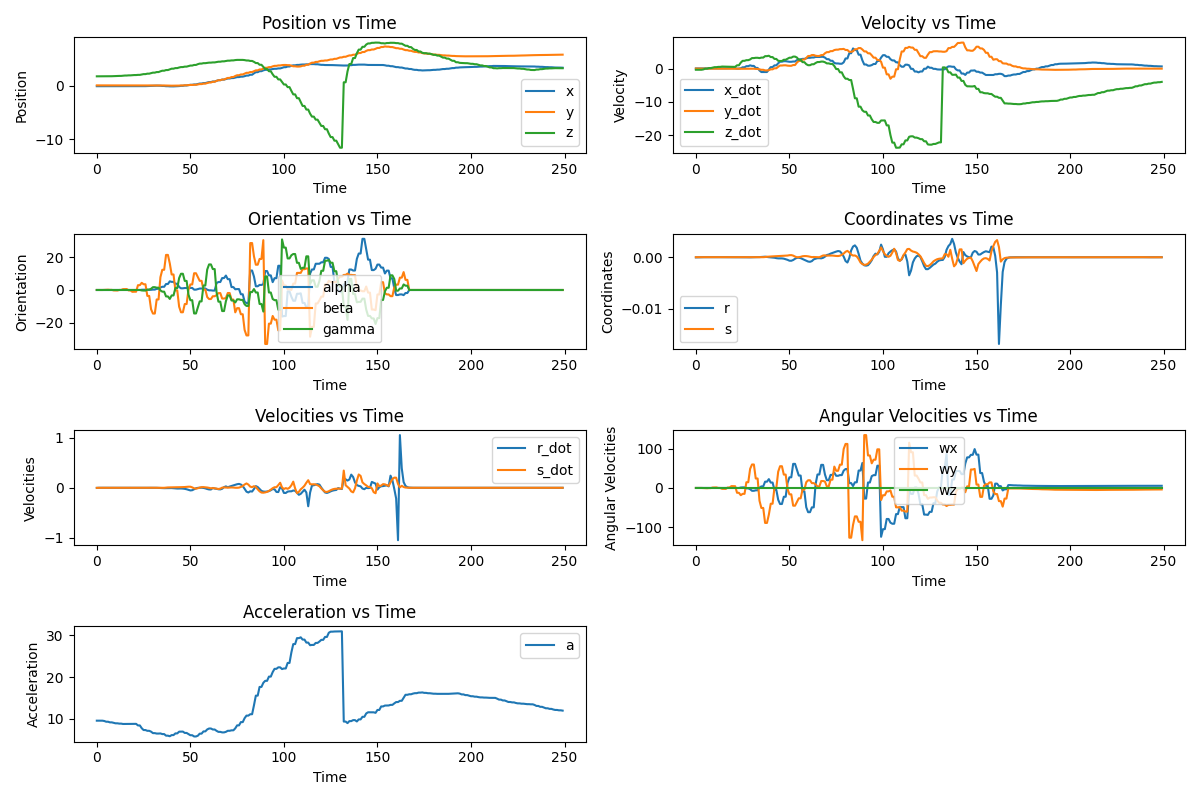 Position vs Time
Position
0
−10
0
50
100
150
200
250
Time
x
y
z
Velocity vs Time
Velocity
0
−10
−20
0
50
100
150
200
250
Time
x_dot
y_dot
z_dot
Orientation vs Time
Orientation
20
0
−20
0
50
100
150
200
250
Time
alpha
beta
gamma
Coordinates vs Time
Coordinates
0.00
−0.01
0
50
100
150
200
250
Time
r
s
Velocities vs Time
Velocities
1
0
−1
0
50
100
150
200
250
Time
r_dot
s_dot
Angular Velocities vs Time
Angular Velocities
100
0
−100
0
50
100
150
200
250
Time
wx
wy
wz
Acceleration vs Time
Acceleration
30
20
10
0
50
100
150
200
250
Time
a